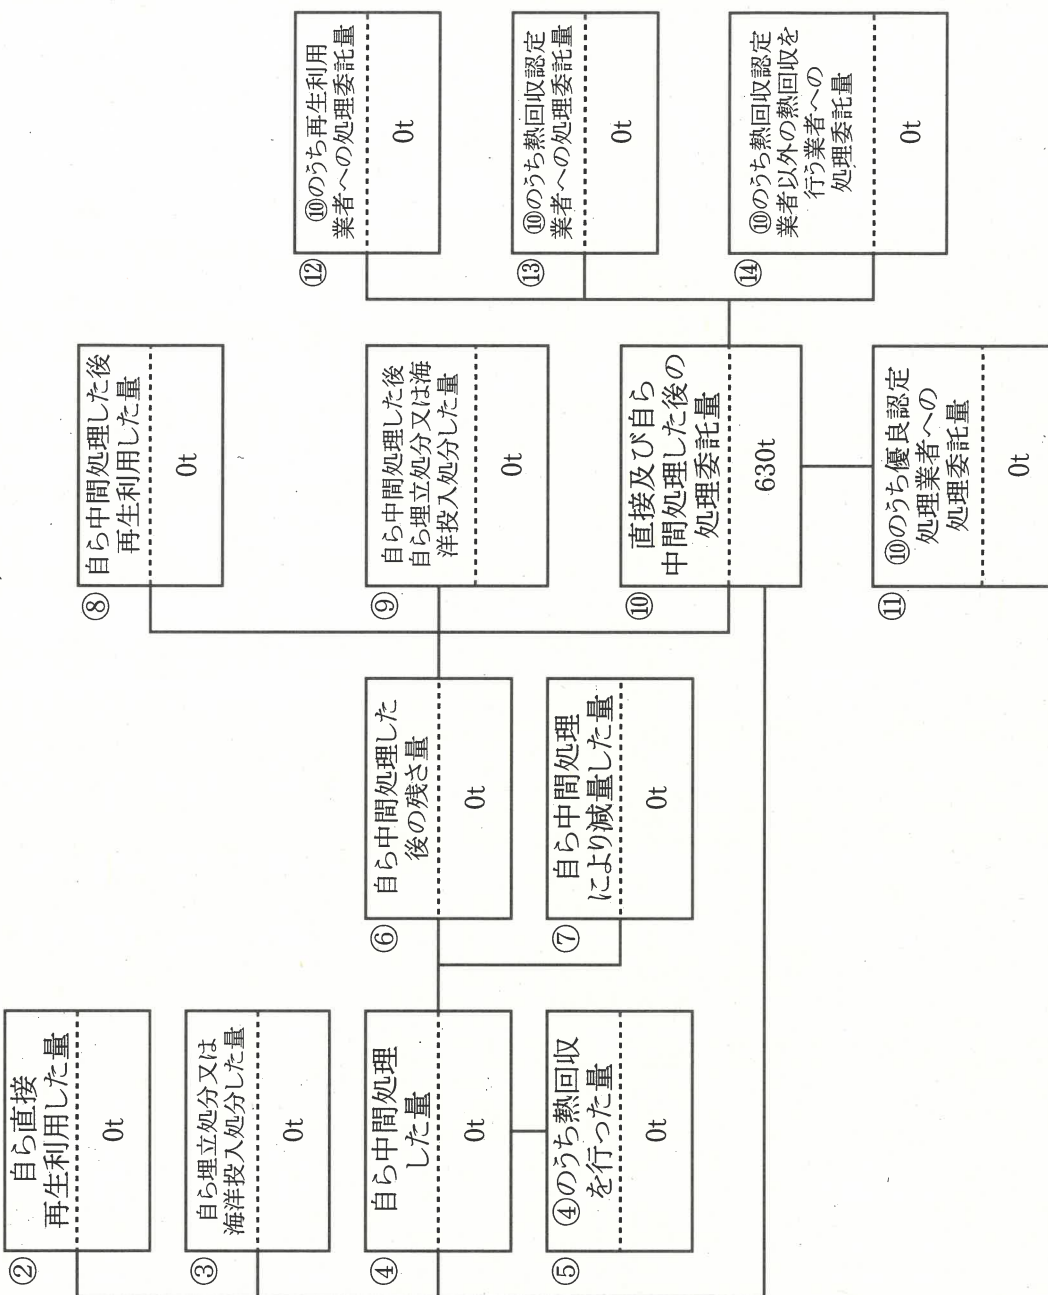 ②
自ら直接
再生利用した量
0t
③
自ら埋立処分又は
海洋投入処分した量
0t
④
自ら中間処理
した量
0t
⑤
④のうち熱回収
を行った量
0t
⑥
自ら中間処理した
後の残さ量
0t
⑦
自ら中間処理
により減量した量
0t
⑧
自ら中間処理した後
再生利用した量
0t
⑨
自ら中間処理した後
自ら埋立処分又は海
洋投入処分した量
0t
⑩
直接及び自ら
中間処理した後の
処理委託量
630t
⑪
⑩のうち優良認定
処理業者への
処理委託量
0t
⑫
⑩のうち再生利用
業者への処理委託量
0t
⑬
⑩のうち熱回収認定
業者への処理委託量
0t
⑭
⑩のうち熱回収認定
業者以外の熱回収を
行う業者への
処理委託量
0t